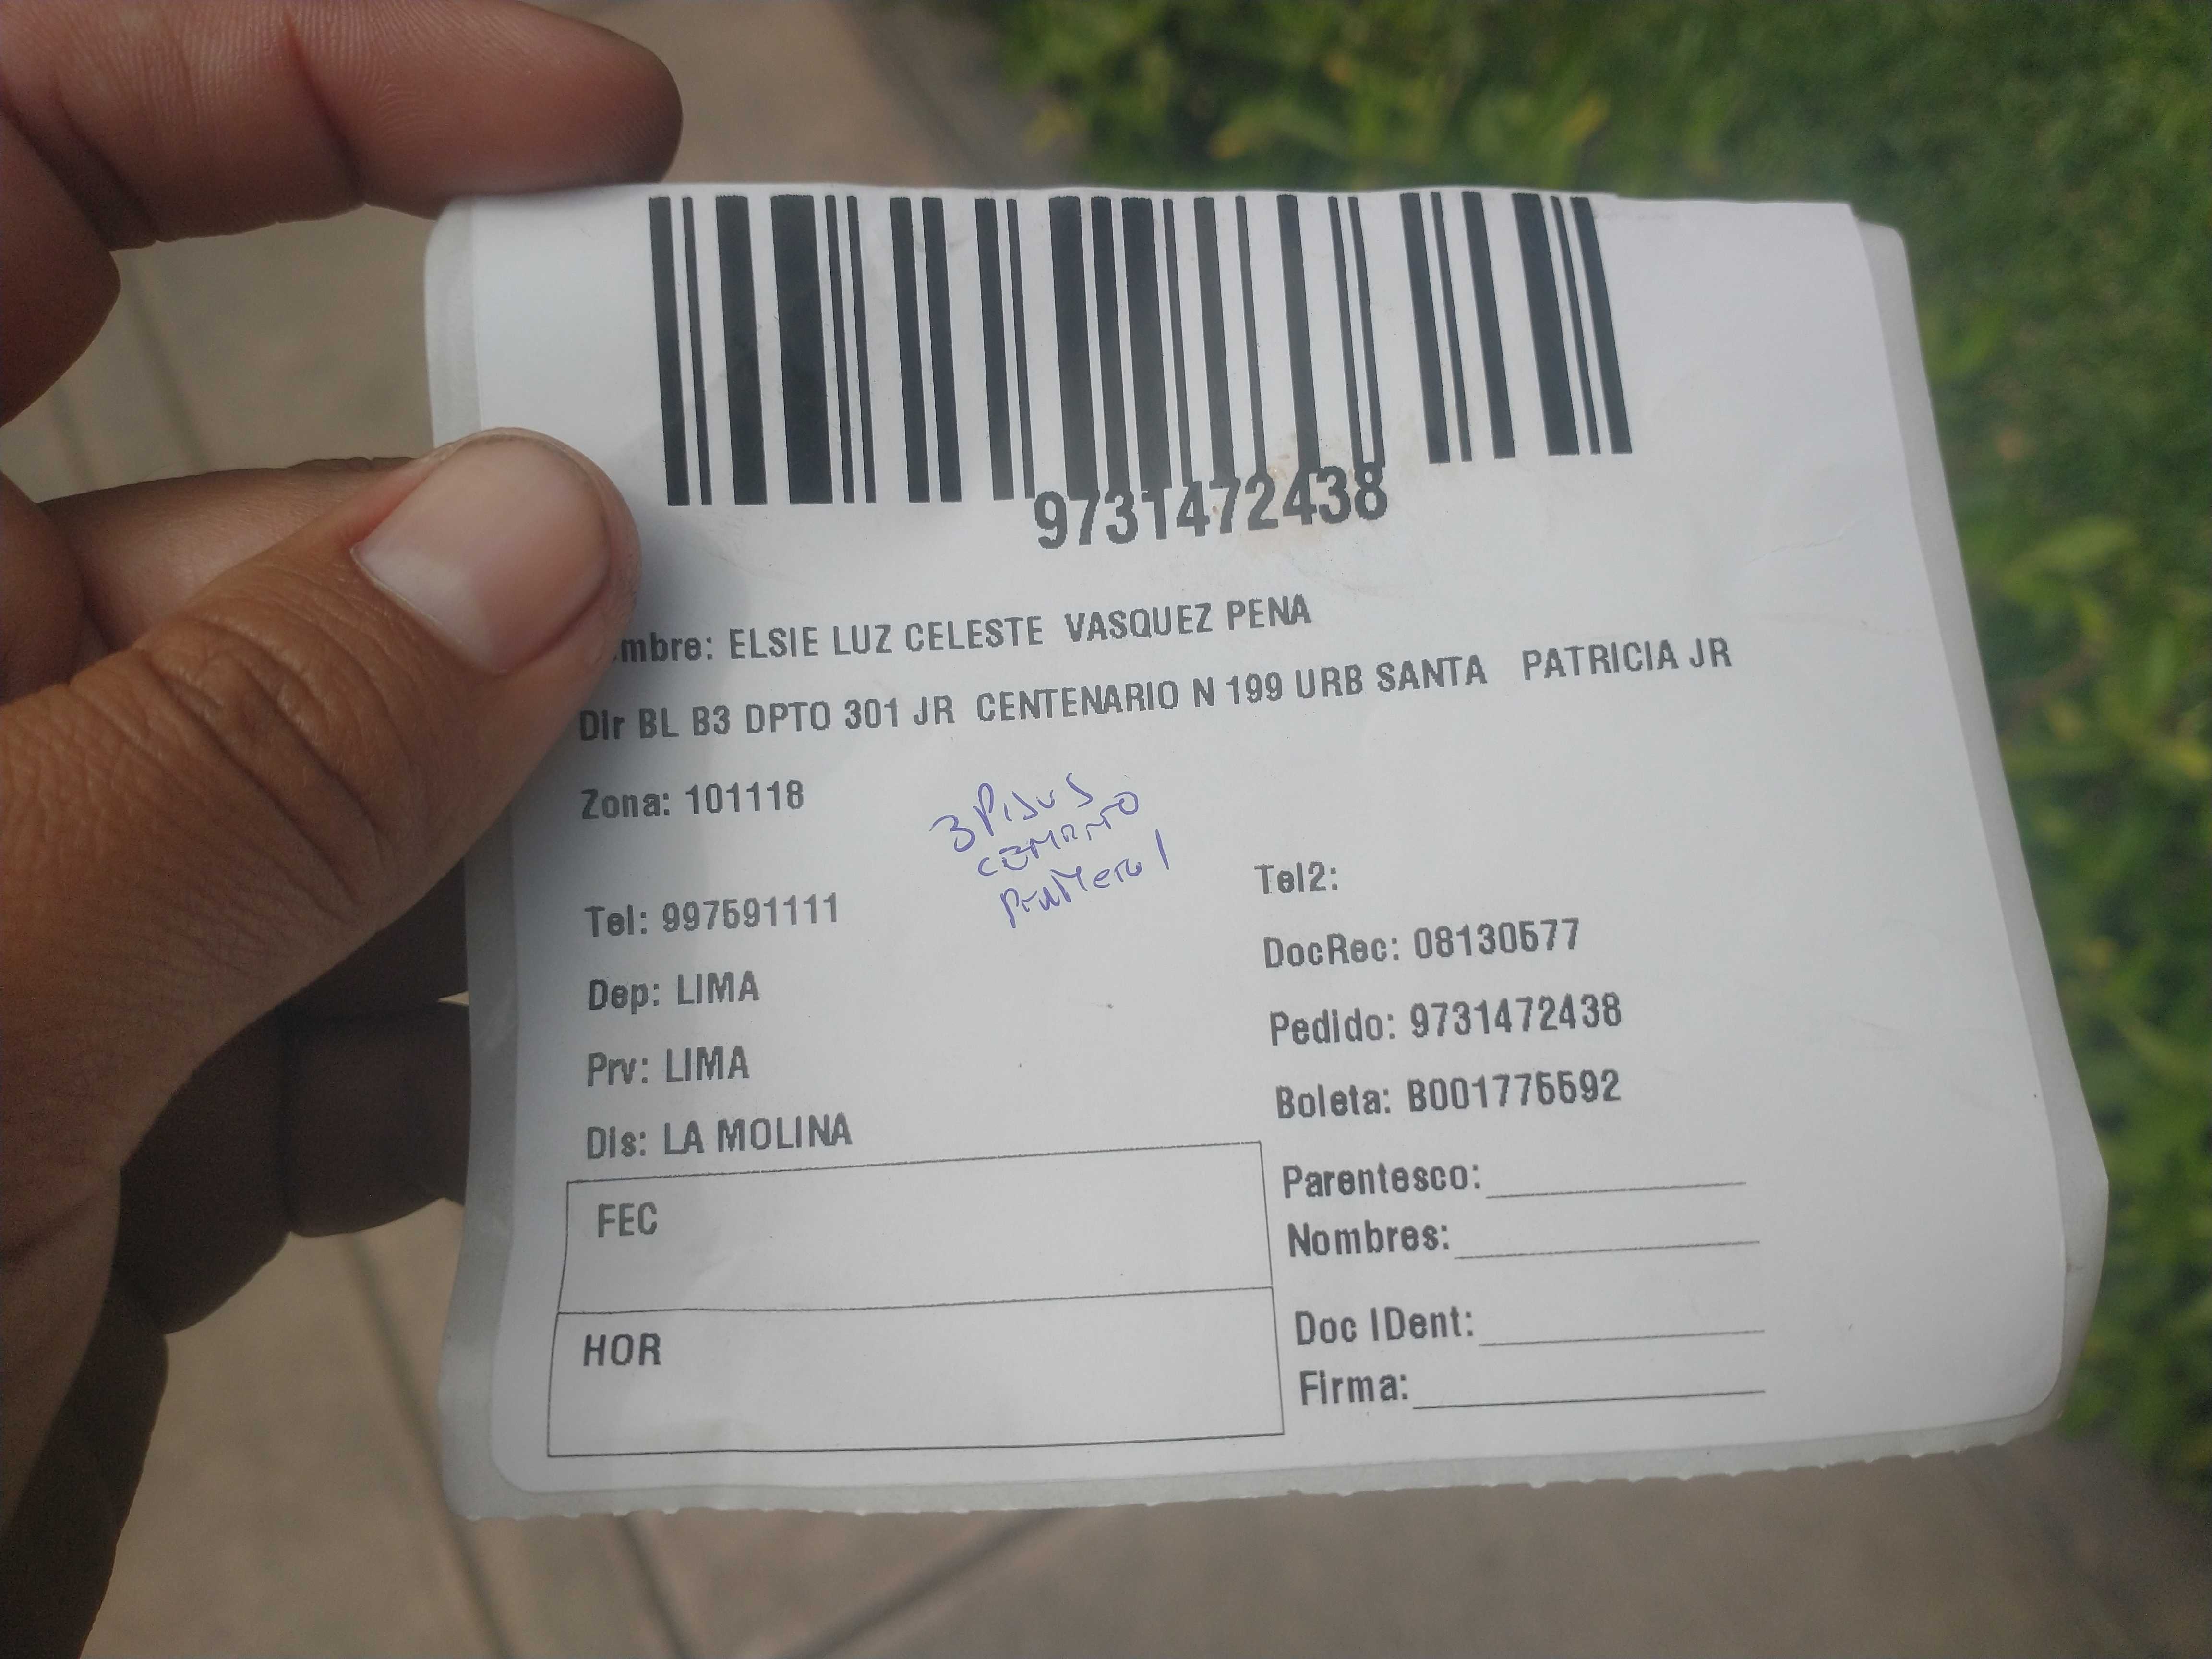 9731472438
mbre: ELSIE LUZ CELESTE VASQUEZ PENA
Dir BL B3 DPTO 301 JR CENTENARIO N 199 URB SANTA PATRICIA JR
Zona: 101118
3 Pisos
Tel: 997591111
Tel2:
Dep: LIMA
DocRec: 08130577
Prv: LIMA
Pedido: 9731472438
Dis: LA MOLINA
Boleta: B001775592
FEC
Parentesco:
Nombres:
HOR
Doc IDent:
Firma: